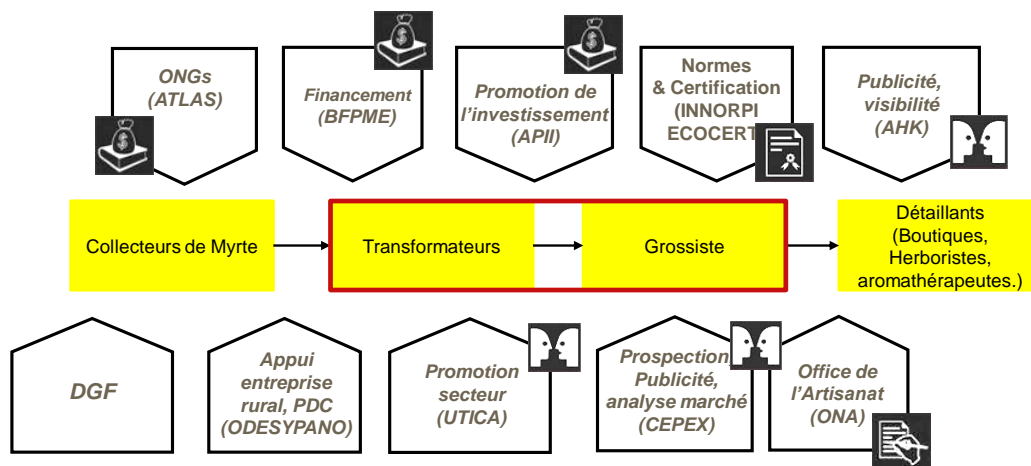 ONGs
(ATLAS)
Financement
(BFPME)
Promotion de
l'investissement
(APII)
Normes
& Certification
(INNORPI
ECOCERT
Publicité,
visibilité
(AHK)
Collecteurs de Myrte
Transformateurs
Grossiste
Détaillants
(Boutiques,
Herboristes,
aromathérapeutes.)
DGF
Appui
entreprise
rural, PDC
(ODESYPANO)
Promotion
secteur
(UTICA)
Prospection,
Publicité,
analyse marché
(CEPEX)
Office de
l'Artisanat
(ONA)